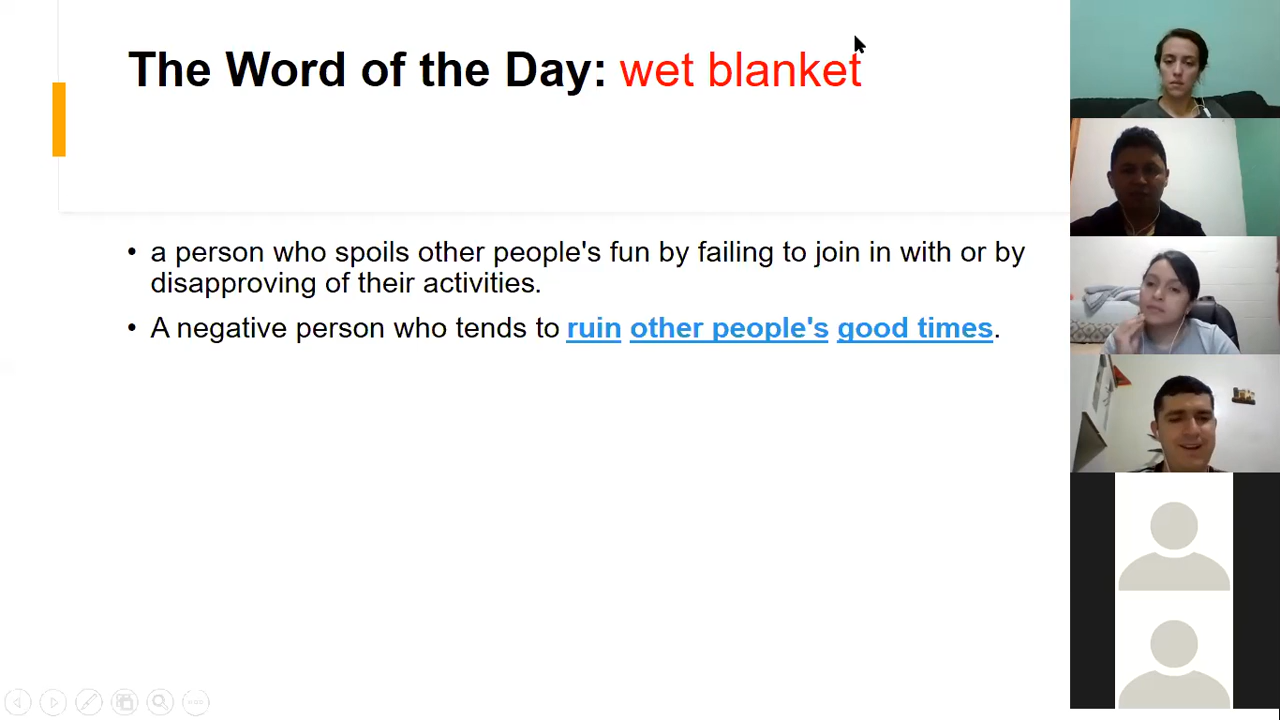 The Word of the Day: wet blanket
• a person who spoils other people's fun by failing to join in with or by
disapproving of their activities.
• A negative person who tends to ruin other people's good times.